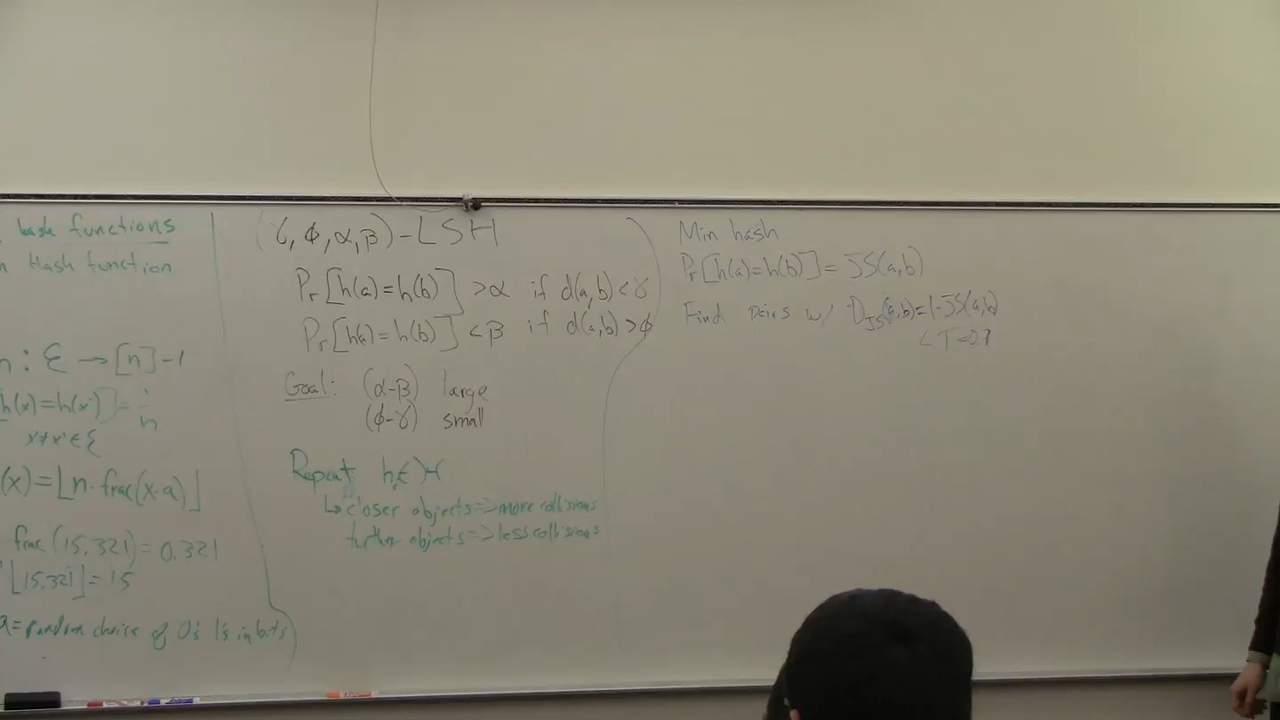 hash functions
Hash function
: Ɛ → [n]-1
h(x)=h(x')] = 1/n
x≠x'∈Ɛ
(x) = ⌊n·frac(x·a)⌋
frac(15.321) = 0.321
⌊15.321⌋ = 15
a = random choice of 0's 1's in bits)
(γ, ϕ, α, β) - LSH
Pr[h(a)=h(b)] > α if d(a,b) < γ
Pr[h(a)=h(b)] < β if d(a,b) > ϕ
Goal: (α-β) large
(ϕ-γ) small
Repeat h∈H
↳ closer objects => more collisions
further objects => less collisions
Min hash
Pr[h(a)=h(b)] = JS(a,b)
Find pairs w/ D_JS(a,b) = 1-JS(a,b)
< T=0.7